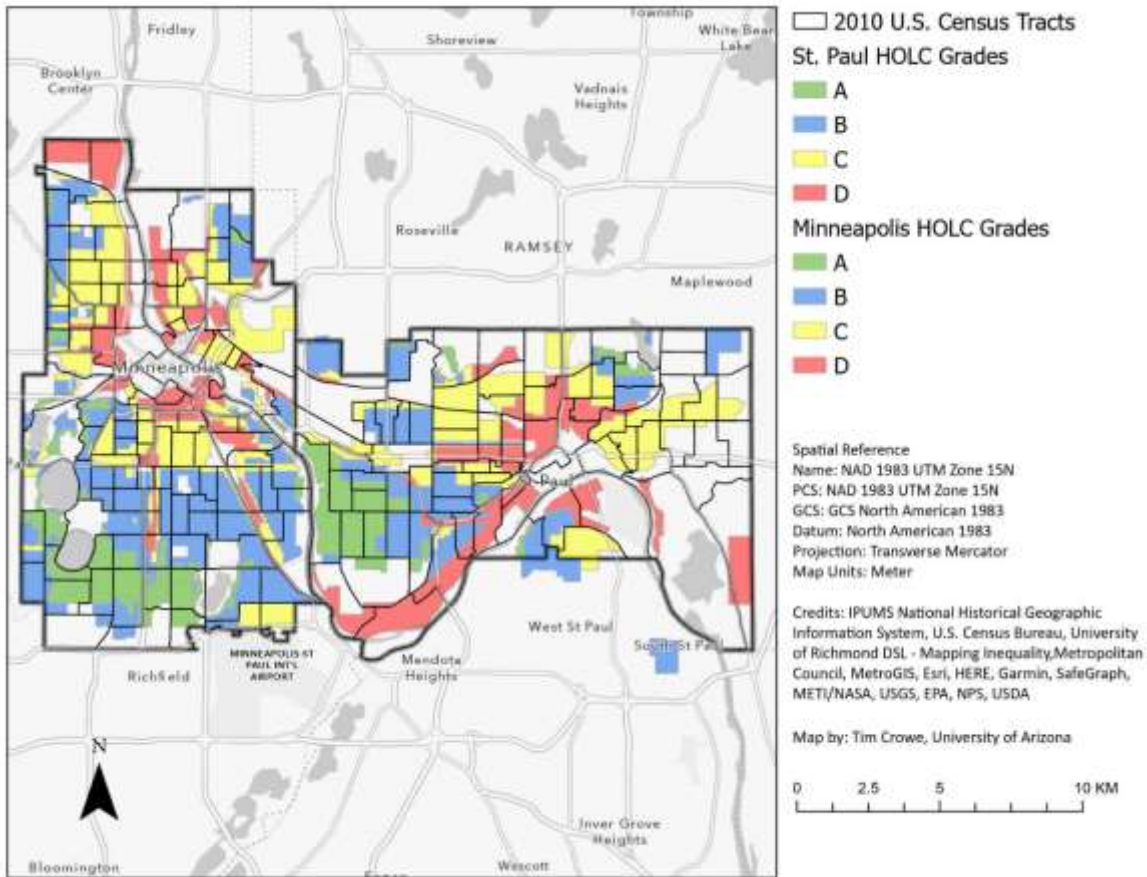 Township
Fridley
White Bear
Lake
Shoreview
Brooklyn
Center
Vadnais
Heights
Roseville
RAMSEY
Maplewood
Minneapolis
Paul
West St Paul
South St Paul
MINNEAPOLIS ST
PAUL INT'L
AIRPORT
Mendota
Heights
Richfield
N
Inver Grove
Heights
Bloomington
Wescott
2010 U.S. Census Tracts
St. Paul HOLC Grades
A
B
C
D
Minneapolis HOLC Grades
A
B
C
D
Spatial Reference
Name: NAD 1983 UTM Zone 15N
PCS: NAD 1983 UTM Zone 15N
GCS: GCS North American 1983
Datum: North American 1983
Projection: Transverse Mercator
Map Units: Meter
Credits: IPUMS National Historical Geographic
Information System, U.S. Census Bureau, University
of Richmond DSL - Mapping Inequality,Metropolitan
Council, MetroGIS, Esri, HERE, Garmin, SafeGraph,
METI/NASA, USGS, EPA, NPS, USDA
Map by: Tim Crowe, University of Arizona
0 2.5 5 10 KM